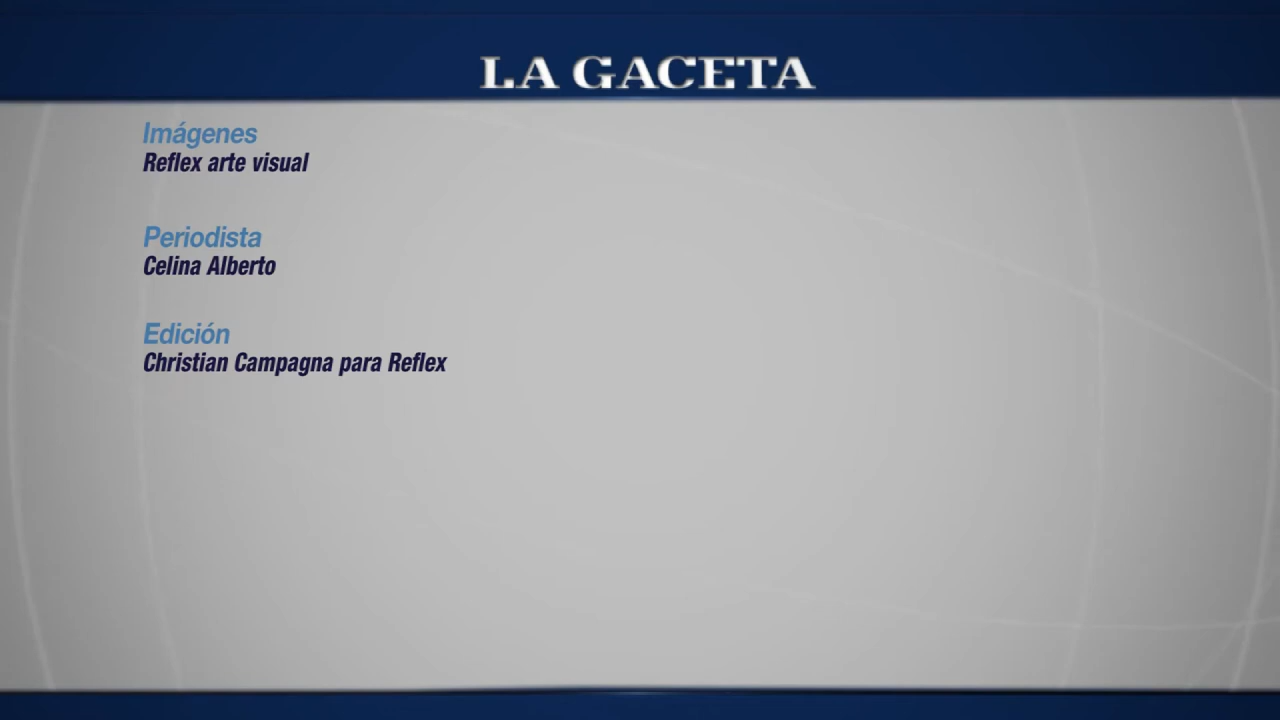 LA GACETA
Imágenes
Reflex arte visual
Periodista
Celina Alberto
Edición
Christian Campagna para Reflex